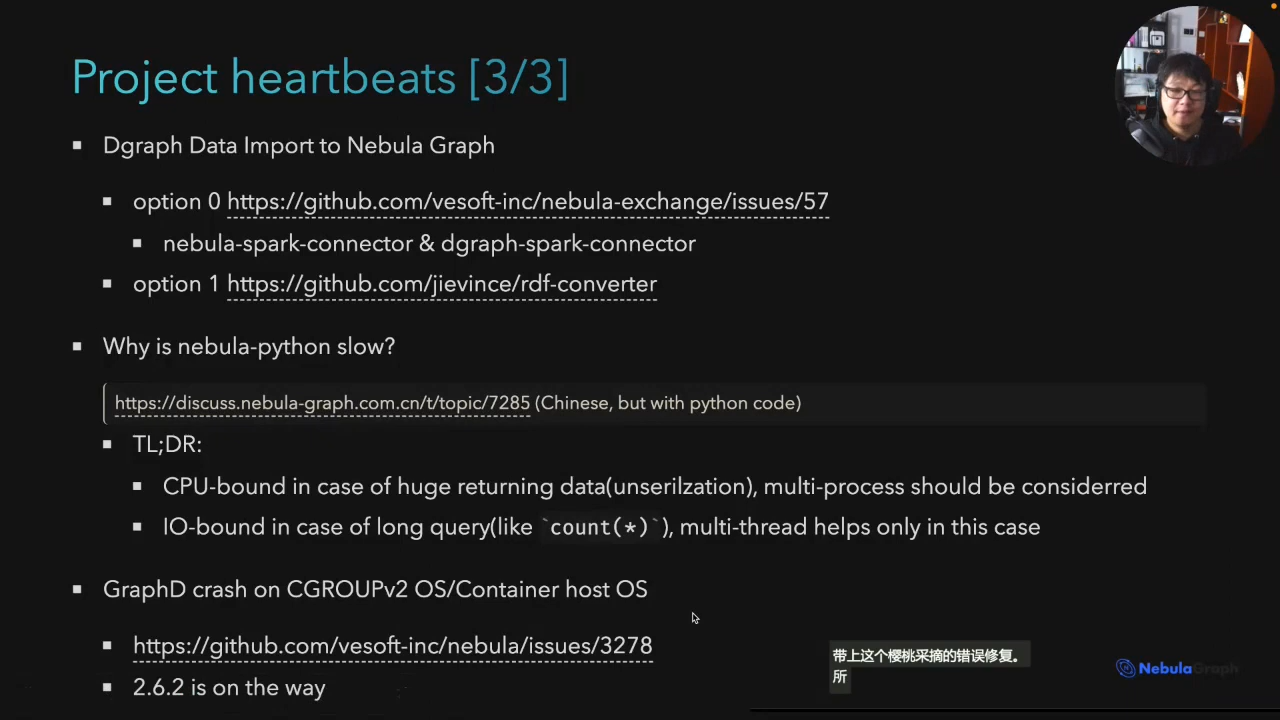 Project heartbeats [3/3]
Dgraph Data Import to Nebula Graph
option 0 https://github.com/vesoft-inc/nebula-exchange/issues/57
nebula-spark-connector & dgraph-spark-connector
option 1 https://github.com/jievince/rdf-converter
Why is nebula-python slow?
https://discuss.nebula-graph.com.cn/t/topic/7285 (Chinese, but with python code)
TL;DR:
CPU-bound in case of huge returning data(unserilzation), multi-process should be considerred
IO-bound in case of long query(like `count(*)`), multi-thread helps only in this case
GraphD crash on CGROUPv2 OS/Container host OS
https://github.com/vesoft-inc/nebula/issues/3278
2.6.2 is on the way
带上这个樱桃采摘的错误修复。
所
NebulaGraph